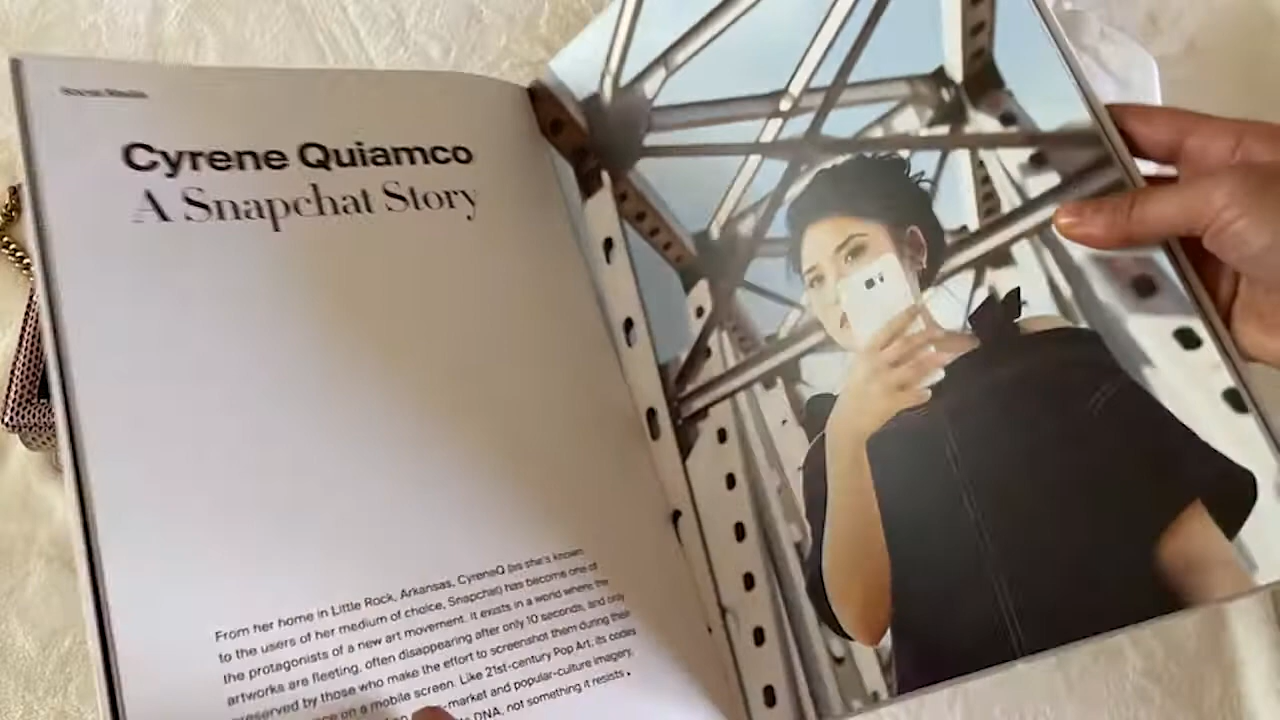 Cyrene Quiamco
A Snapchat Story
From her home in Little Rock, Arkansas, CyreneQ (as she's known
to the users of her medium of choice, Snapchat) has become one of
the protagonists of a new art movement. It exists in a world where the
artworks are fleeting, often disappearing after only 10 seconds, and only
preserved by those who make the effort to screenshot them during their
on a mobile screen. Like 21st-century Pop Art, its codes
-market and popular-culture imagery,
DNA, not something it resists.